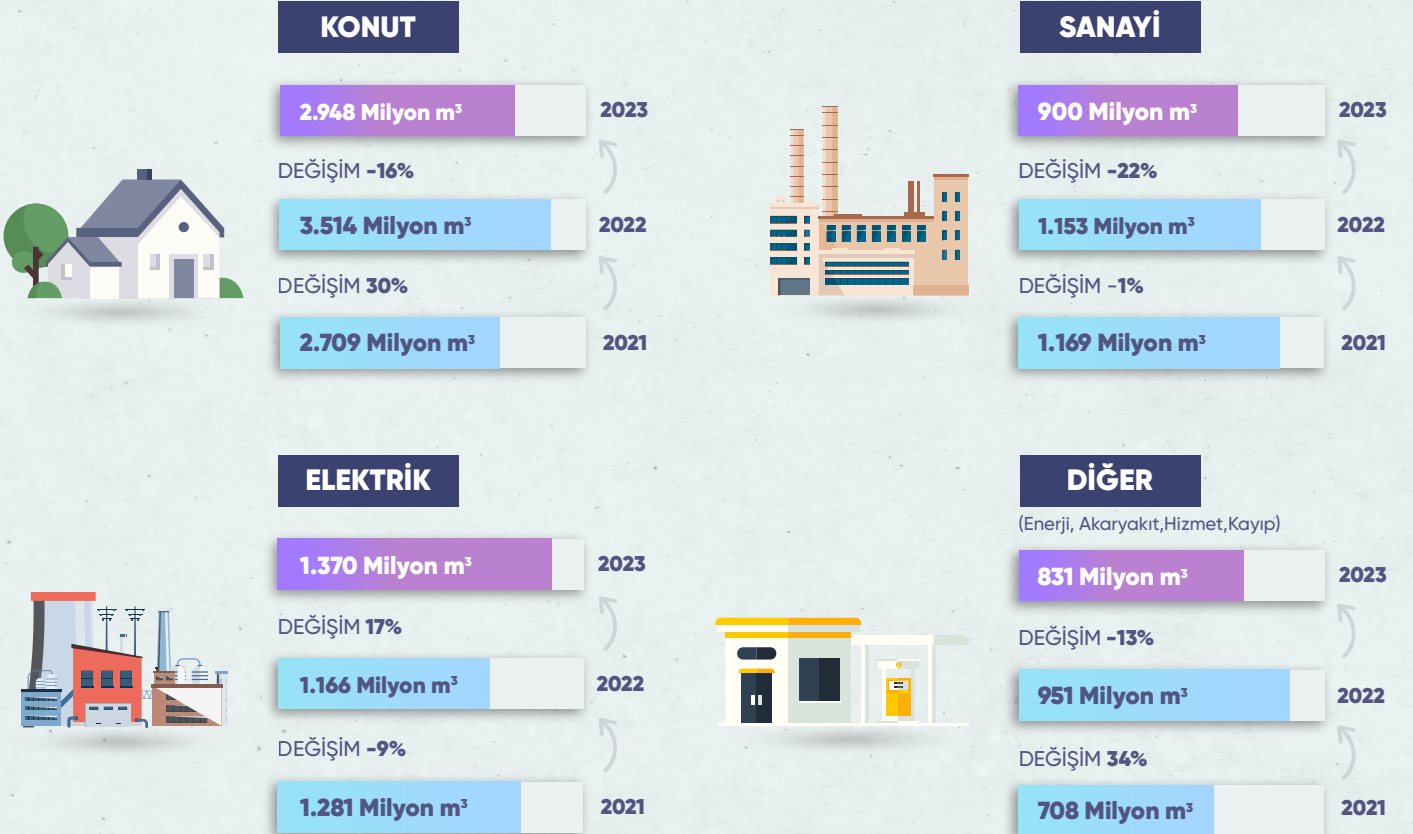 KONUT
2.948 Milyon m³
2023
DEĞİŞİM -16%
3.514 Milyon m³
2022
DEĞİŞİM 30%
2.709 Milyon m³
2021
SANAYİ
900 Milyon m³
2023
DEĞİŞİM -22%
1.153 Milyon m³
2022
DEĞİŞİM -1%
1.169 Milyon m³
2021
ELEKTRİK
1.370 Milyon m³
2023
DEĞİŞİM 17%
1.166 Milyon m³
2022
DEĞİŞİM -9%
1.281 Milyon m³
2021
DİĞER
(Enerji, Akaryakıt,Hizmet,Kayıp)
831 Milyon m³
2023
DEĞİŞİM -13%
951 Milyon m³
2022
DEĞİŞİM 34%
708 Milyon m³
2021